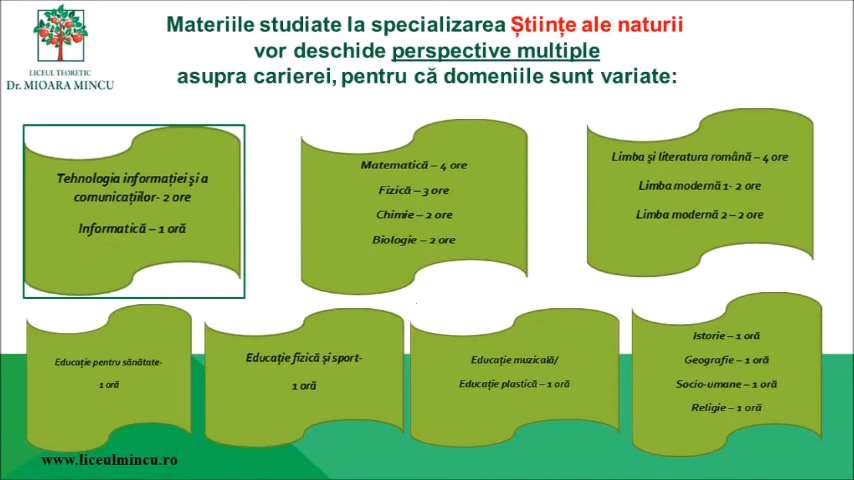 Materiile studiate la specializarea Științe ale naturii
vor deschide perspective multiple
asupra carierei, pentru că domeniile sunt variate:
LICEUL TEORETIC
Dr. MIOARA MINCU
Tehnologia informației şi a
comunicațiilor- 2 ore
Informatică – 1 oră
Matematică – 4 ore
Fizică – 3 ore
Chimie – 2 ore
Biologie – 2 ore
Limba şi literatura română – 4 ore
Limba modernă 1- 2 ore
Limba modernă 2 – 2 ore
Educație pentru sănătate-
1 oră
Educație fizică și sport-
1 oră
Educație muzicală/
Educație plastică – 1 oră
Istorie – 1 oră
Geografie – 1 oră
Socio-umane – 1 oră
Religie – 1 oră
www.liceulmincu.ro